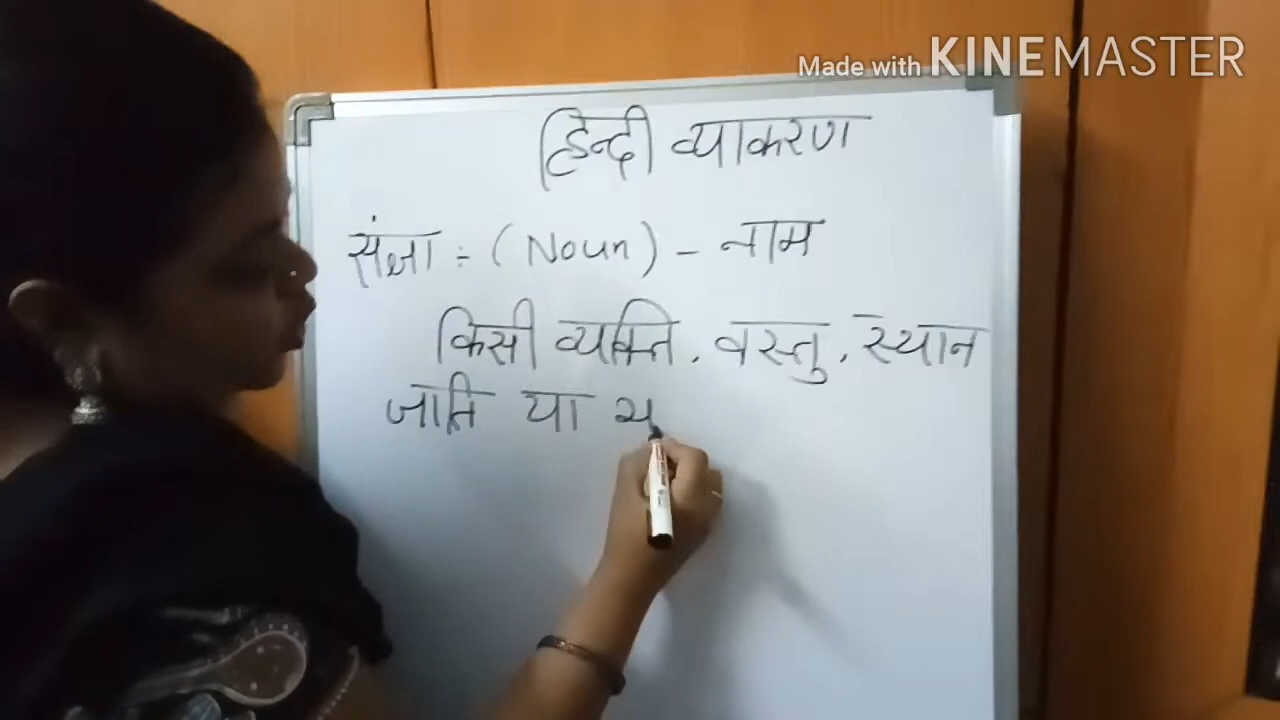 Made with KINEMASTER
हिन्दी व्याकरण
संज्ञा ÷ (Noun) - नाम
किसी व्यक्ति, वस्तु, स्थान
जाति या